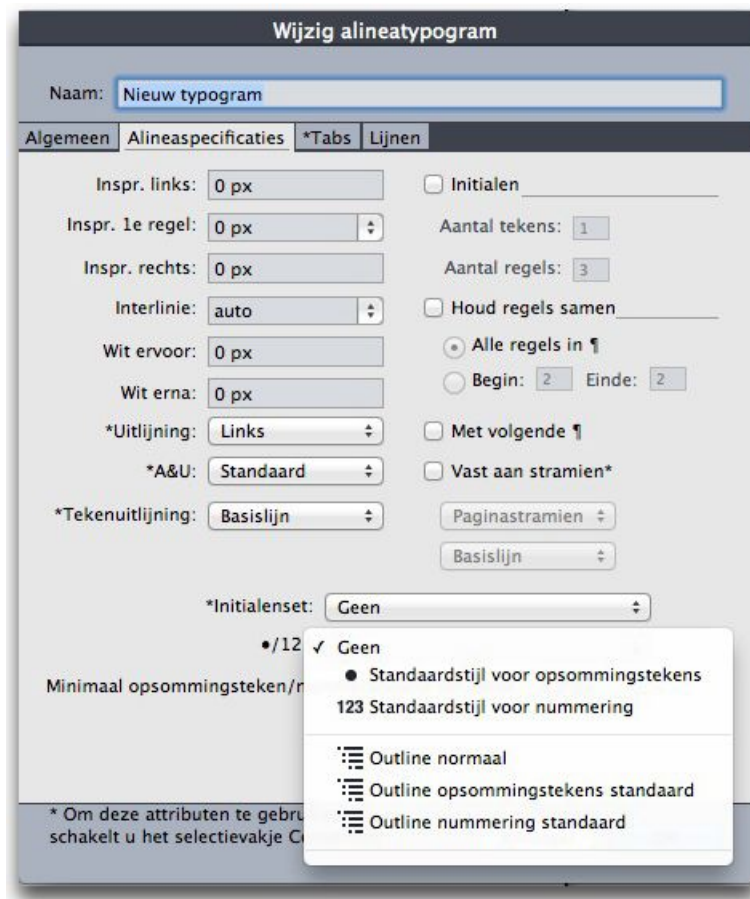 Wijzig alineatypogram
Naam: Nieuw typogram
Algemeen Alineaspecificaties *Tabs Lijnen
Inspr. links: 0 px
Inspr. 1e regel: 0 px
Inspr. rechts: 0 px
Interlinie: auto
Wit ervoor: 0 px
Wit erna: 0 px
*Uitlijning: Links
*A&U: Standaard
*Tekenuitlijning: Basislijn
Initialen
Aantal tekens: 1
Aantal regels: 3
Houd regels samen
Alle regels in ¶
Begin: 2 Einde: 2
Met volgende ¶
Vast aan stramien*
Paginastramien
Basislijn
*Initialenset: Geen
●/12
Minimaal opsommingsteken/n
✓ Geen
● Standaardstijl voor opsommingstekens
123 Standaardstijl voor nummering
Outline normaal
Outline opsommingstekens standaard
Outline nummering standaard
* Om deze attributen te gebru
schakelt u het selectievakje C